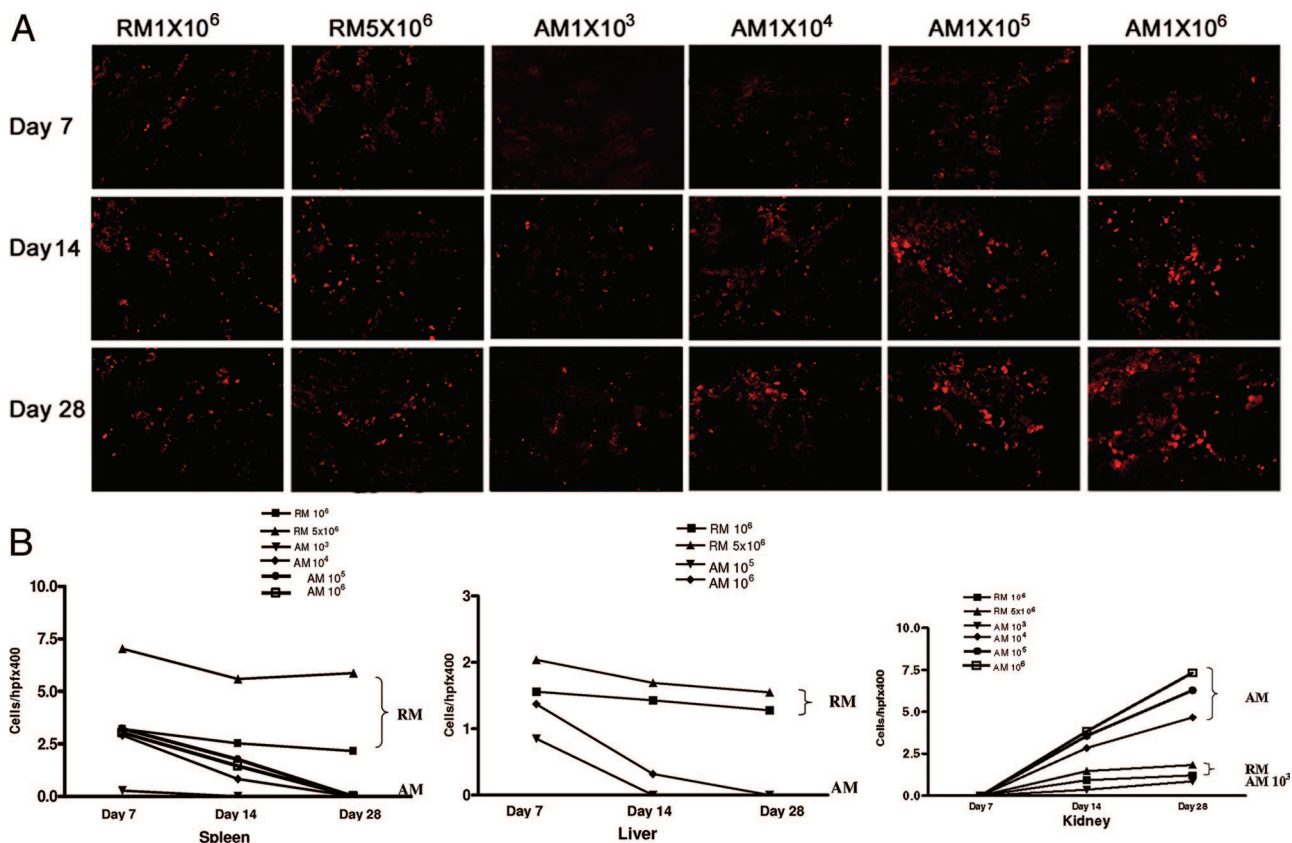 A
RM1X10⁶ RM5X10⁶ AM1X10³ AM1X10⁴ AM1X10⁵ AM1X10⁶
Day 7
Day 14
Day 28
B
RM 10⁶
RM 5x10⁶
AM 10³
AM 10⁴
AM 10⁵
AM 10⁶
10.0
7.5
5.0
2.5
0.0
Cells/hpfx400
RM
AM
Day 7 Day 14 Day 28
Spleen
RM 10⁶
RM 5x10⁶
AM 10⁵
AM 10⁶
3
2
1
0
Cells/hpfx400
RM
AM
Day 7 Day 14 Day 28
Liver
RM 10⁶
RM 5x10⁶
AM 10³
AM 10⁴
AM 10⁵
AM 10⁶
10.0
7.5
5.0
2.5
0.0
Cells/hpfx400
AM
RM
AM 10³
Day 7 Day 14 Day 28
Kidney